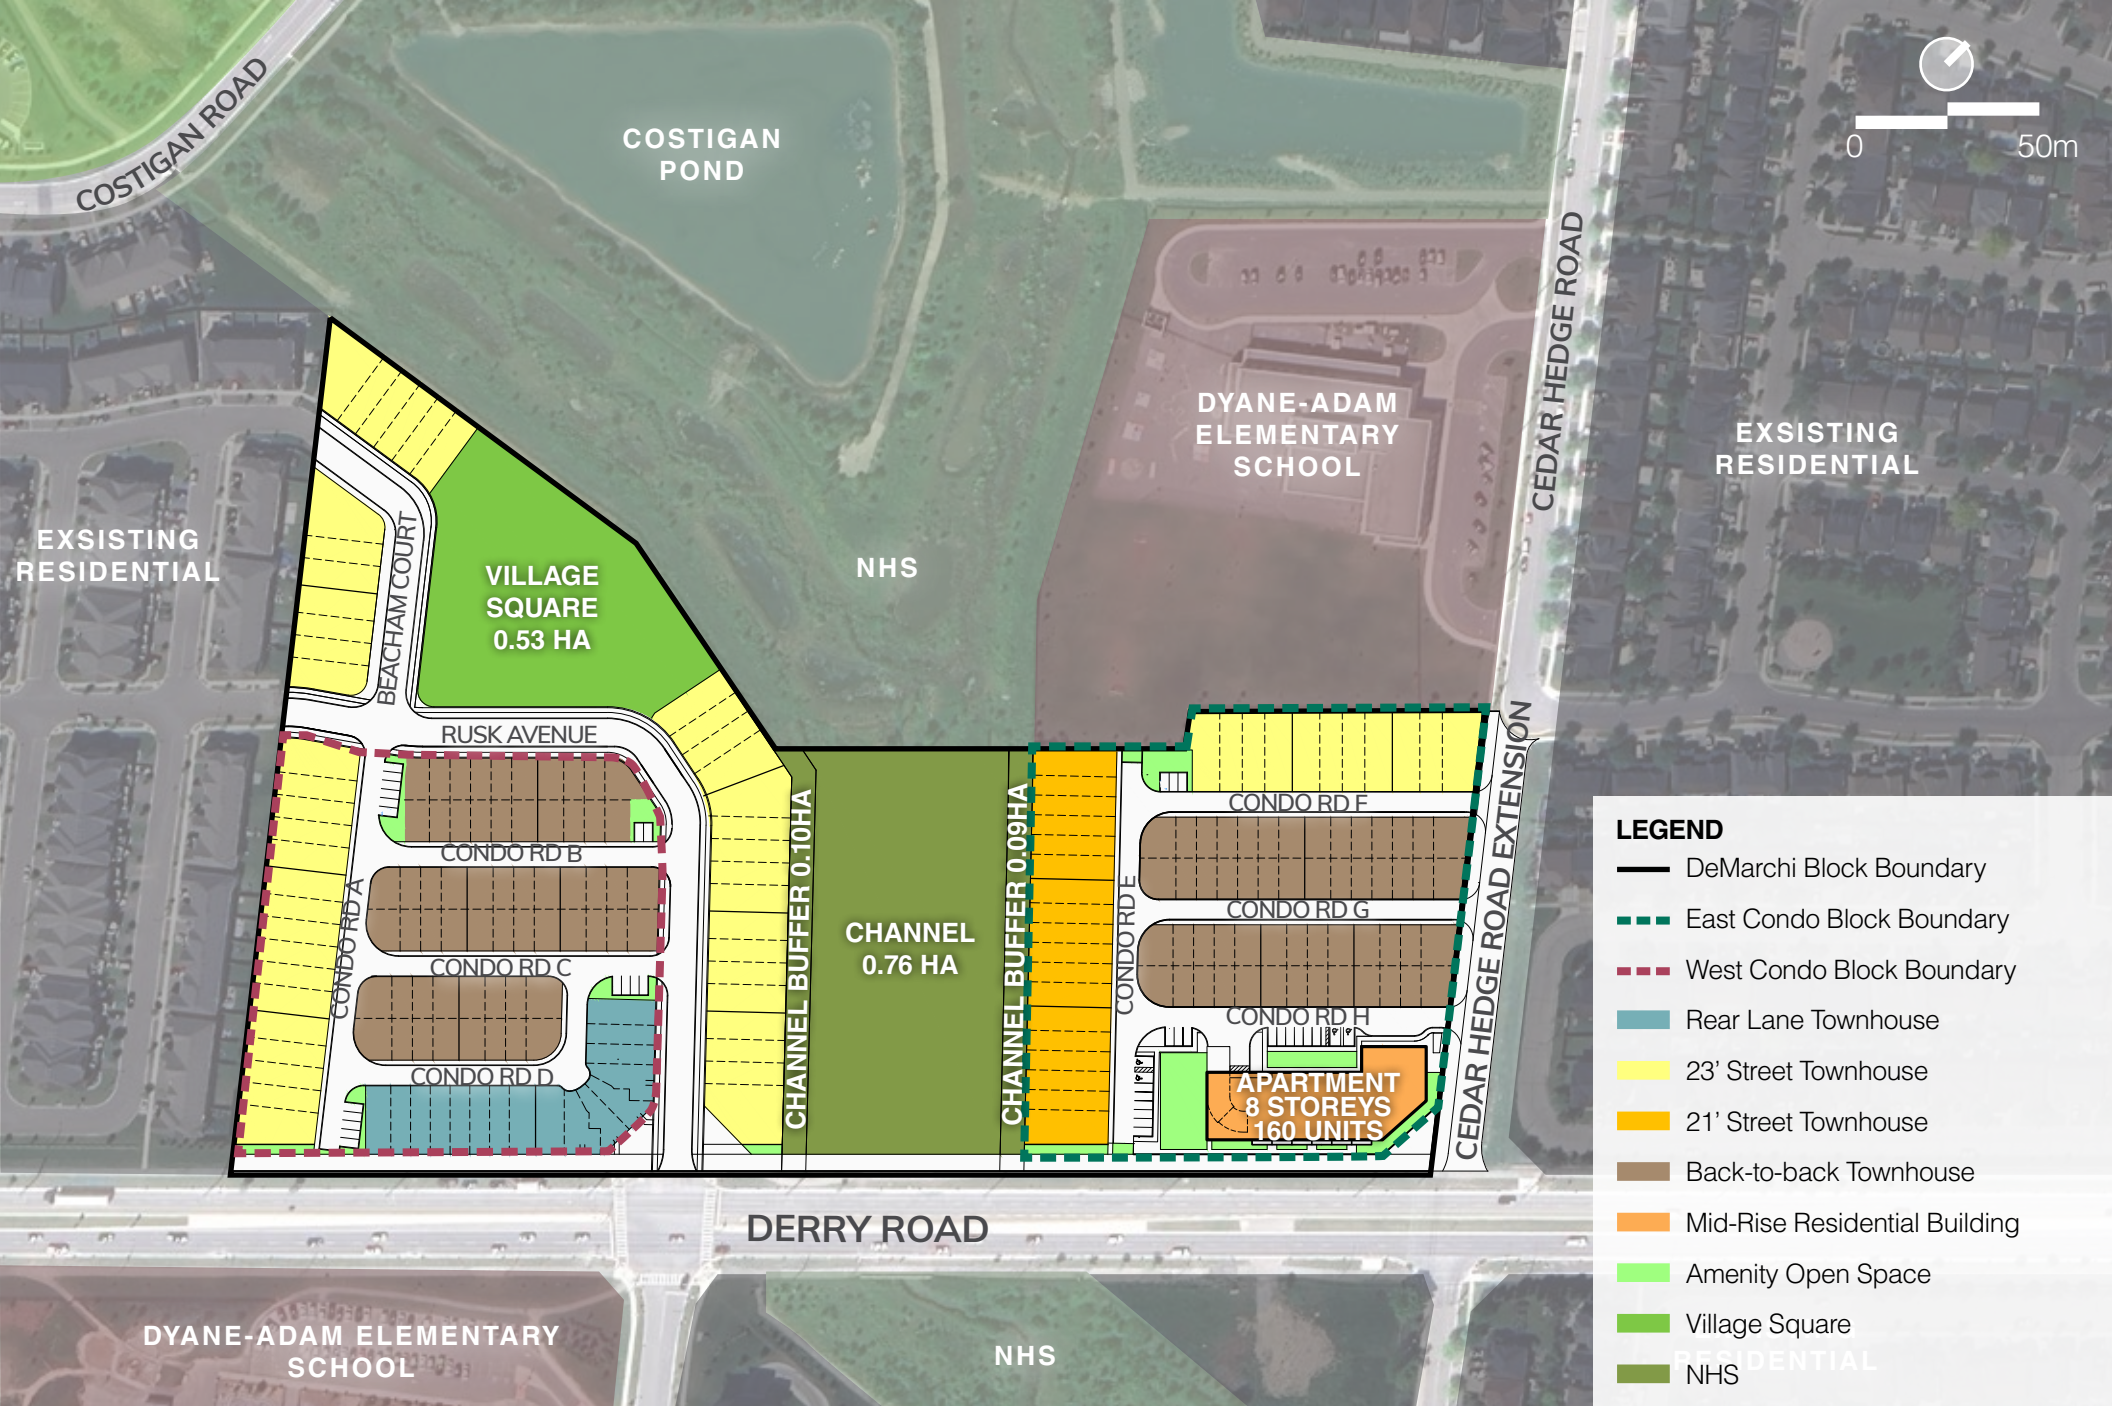 COSTIGAN ROAD
COSTIGAN
POND
0
50m
CEDAR HEDGE ROAD
DYANE-ADAM
ELEMENTARY
SCHOOL
EXSISTING
RESIDENTIAL
EXSISTING
RESIDENTIAL
NHS
BEACHAM COURT
VILLAGE
SQUARE
0.53 HA
RUSK AVENUE
CONDO RD A
CONDO RD B
CONDO RD C
CONDO RD D
CHANNEL BUFFER 0.10HA
CHANNEL
0.76 HA
CHANNEL BUFFER 0.09HA
CONDO RD E
CONDO RD F
CONDO RD G
CONDO RD H
APARTMENT
8 STOREYS
160 UNITS
CEDAR HEDGE ROAD EXTENSION
DERRY ROAD
DYANE-ADAM ELEMENTARY
SCHOOL
NHS
LEGEND
DeMarchi Block Boundary
East Condo Block Boundary
West Condo Block Boundary
Rear Lane Townhouse
23’ Street Townhouse
21’ Street Townhouse
Back-to-back Townhouse
Mid-Rise Residential Building
Amenity Open Space
Village Square
RESIDENTIAL
NHS